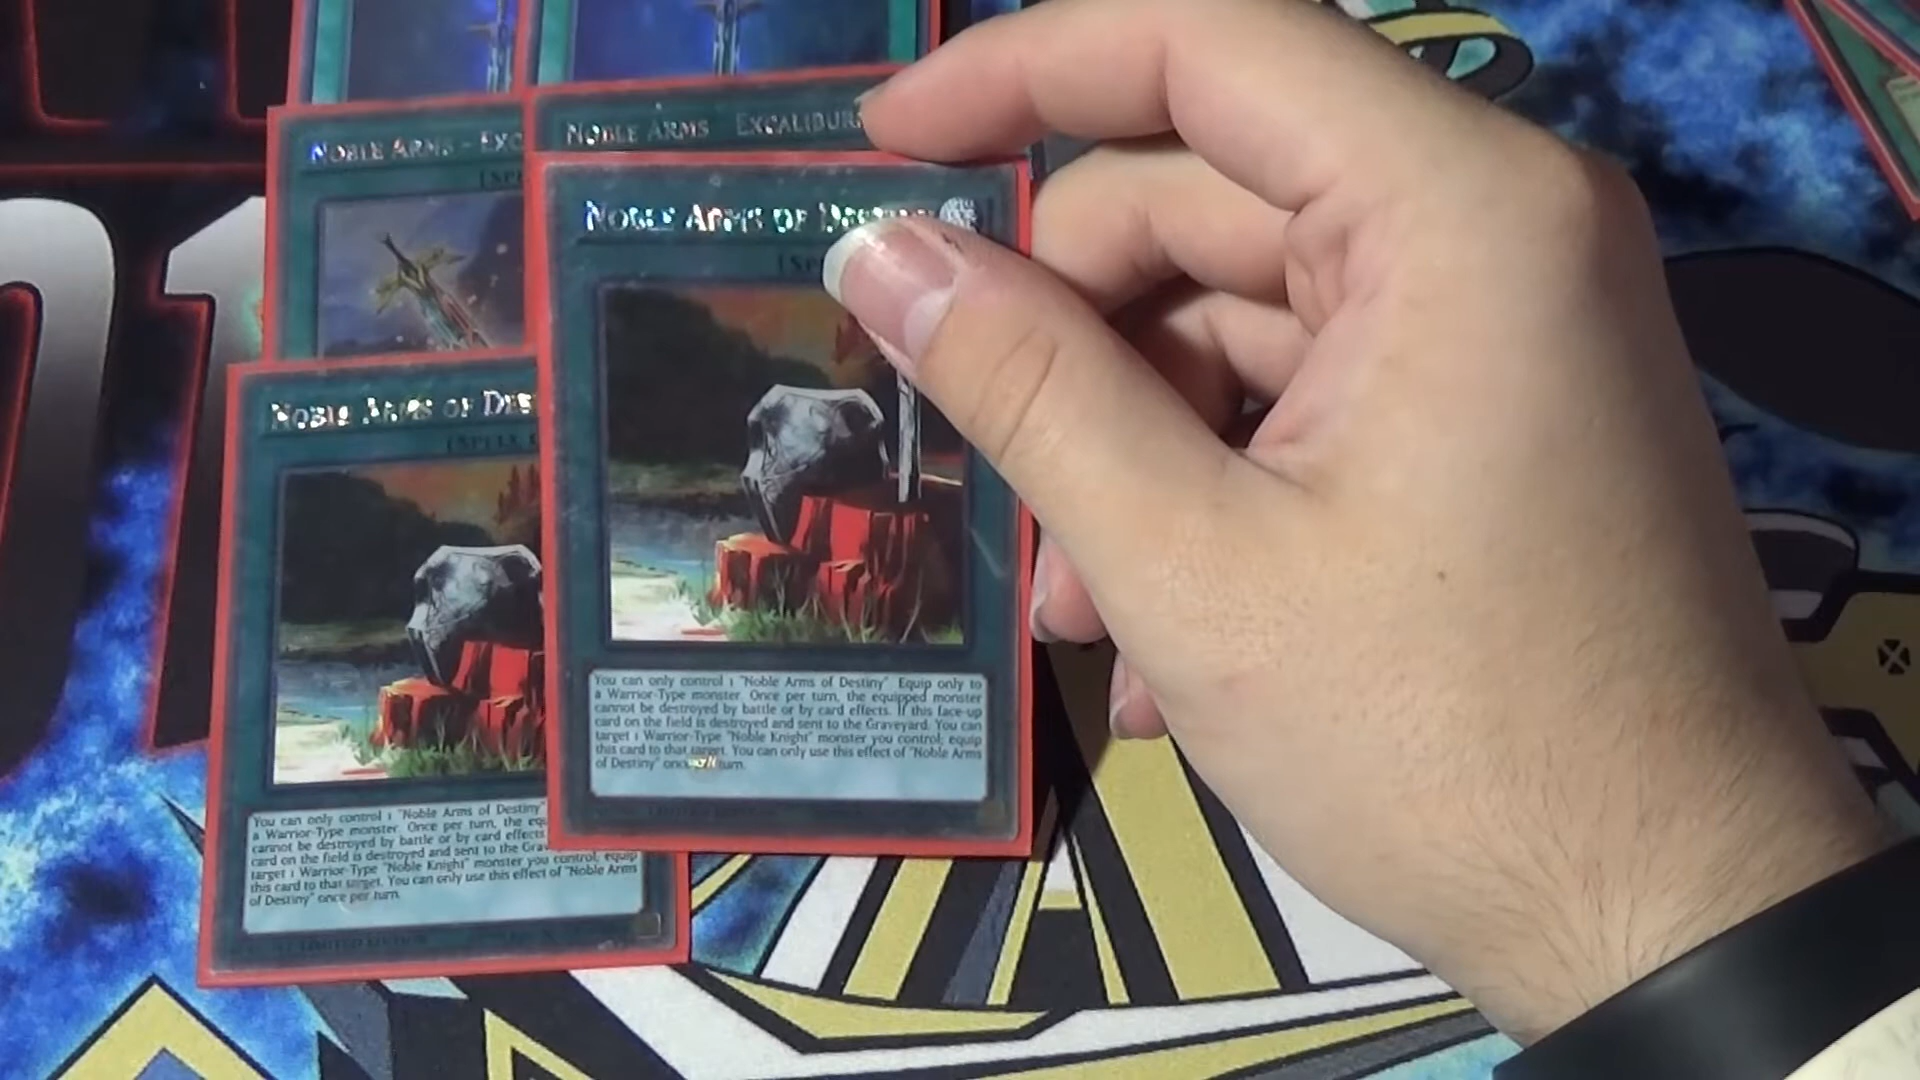 NOBLE ARMS - EXC
NOBLE ARMS EXCALIBUR
NOBLE ARMS OF
You can only control 1 "Noble Arms of Destiny". Equip only to
a Warrior-Type monster. Once per turn, the equipped monster
cannot be destroyed by battle or by card effects. If this face-up
card on the field is destroyed and sent to the Graveyard: You can
target 1 Warrior-Type "Noble Knight" monster you control; equip
this card to that target. You can only use this effect of "Noble Arms
of Destiny" turn.
NOBLE ARMS OF DES
[SPELL
You can only control 1 "Noble Arms of Destiny"
a Warrior-Type monster. Once per turn, the equ
cannot be destroyed by battle or by card effects
card on the field is destroyed and sent to the Grav
target 1 Warrior-Type "Noble Knight" monster you control; equip
this card to that target. You can only use this effect of "Noble Arms
of Destiny" once per turn.
LIMITED EDITION